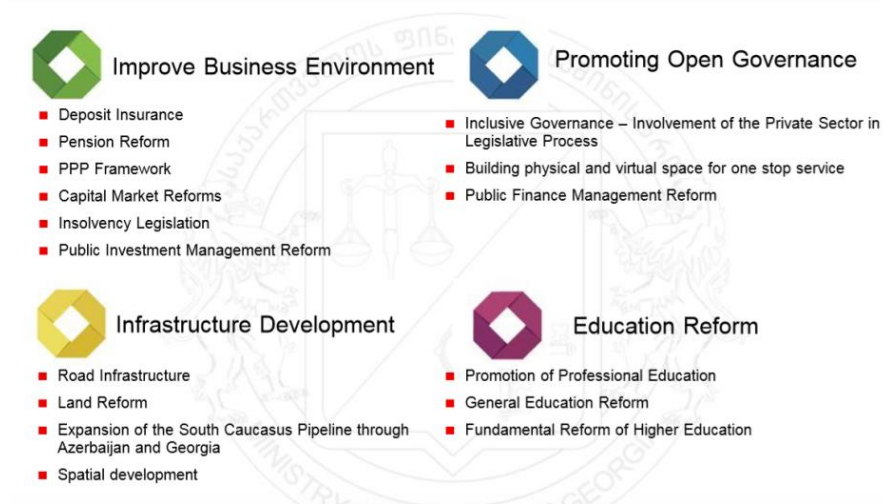 Improve Business Environment
Deposit Insurance
Pension Reform
PPP Framework
Capital Market Reforms
Insolvency Legislation
Public Investment Management Reform
Promoting Open Governance
Inclusive Governance – Involvement of the Private Sector in
Legislative Process
Building physical and virtual space for one stop service
Public Finance Management Reform
Infrastructure Development
Road Infrastructure
Land Reform
Expansion of the South Caucasus Pipeline through
Azerbaijan and Georgia
Spatial development
Education Reform
Promotion of Professional Education
General Education Reform
Fundamental Reform of Higher Education